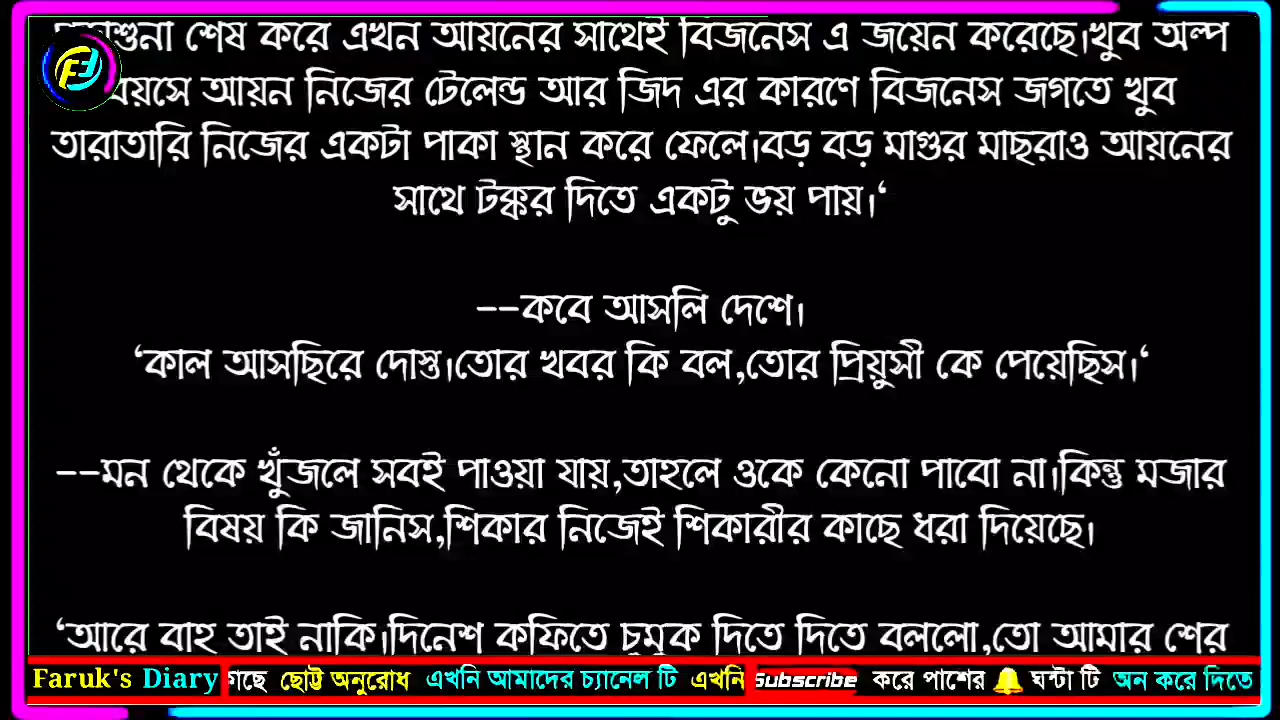 শেষ করে এখন আয়নের সাথেই বিজনেস এ জয়েন করেছে।খুব অল্প
আয়ন নিজের টেলেন্ড আর জিদ এর কারণে বিজনেস জগতে খুব
তারাতারি নিজের একটা পাকা স্থান করে ফেলে।বড় বড় মাগুর মাছরাও আয়নের
সাথে টক্কর দিতে একটু ভয় পায়।‘
--কবে আসলি দেশে।
‘কাল আসছিরে দোস্ত।তোর খবর কি বল,তোর প্রিয়ুসী কে পেয়েছিস।‘
--মন থেকে খুঁজলে সবই পাওয়া যায়,তাহলে ওকে কেনো পাবো না।কিন্তু মজার
বিষয় কি জানিস,শিকার নিজেই শিকারীর কাছে ধরা দিয়েছে।
‘আরে বাহ তাই নাকি।দিনেশ কফিতে চুমুক দিতে দিতে বললো,তো আমার শের
Faruk's Diary কাছে ছোট্ট অনুরোধ এখনি আমাদের চ্যানেল টি এখনি Subscribe করে পাশের 🔔 ঘন্টা টি অন করে দিতে